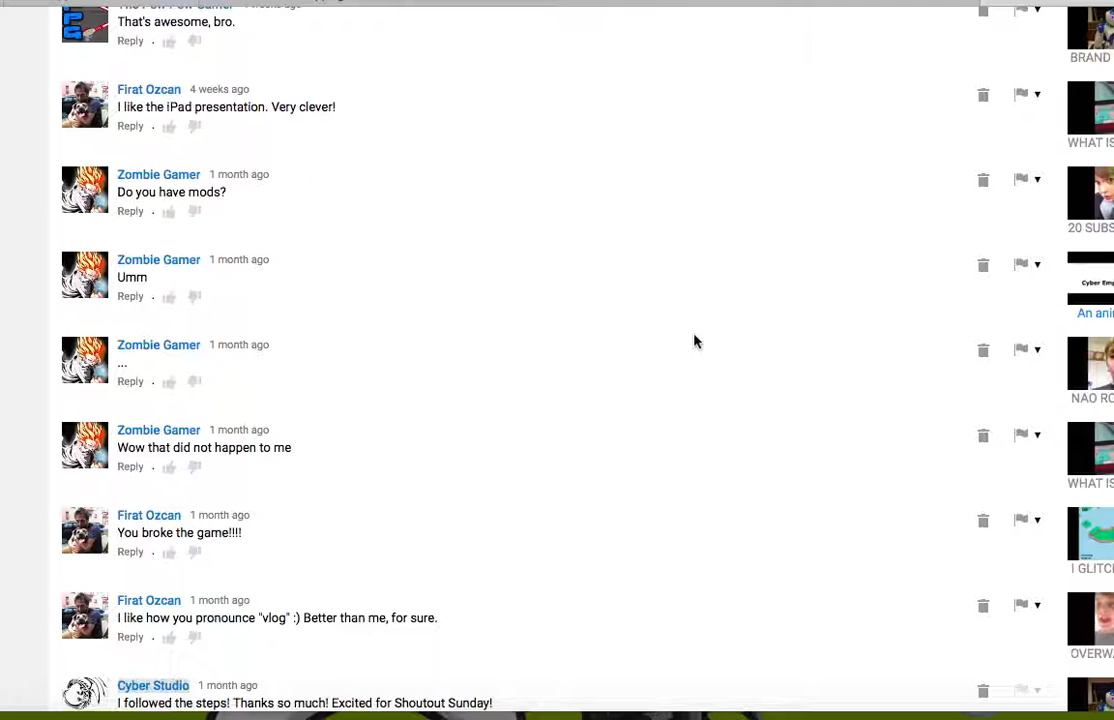 That's awesome, bro.
Reply .
BRAND
Firat Ozcan 4 weeks ago
I like the iPad presentation. Very clever!
Reply .
WHAT IS
Zombie Gamer 1 month ago
Do you have mods?
Reply .
20 SUBS
Zombie Gamer 1 month ago
Umm
Reply .
Cyber Emp
An ani
Zombie Gamer 1 month ago
...
Reply .
NAO RO
Zombie Gamer 1 month ago
Wow that did not happen to me
Reply .
WHAT IS
Firat Ozcan 1 month ago
You broke the game!!!!
Reply .
I GLITC
Firat Ozcan 1 month ago
I like how you pronounce "vlog" :) Better than me, for sure.
Reply .
OVERW
Cyber Studio 1 month ago
I followed the steps! Thanks so much! Excited for Shoutout Sunday!